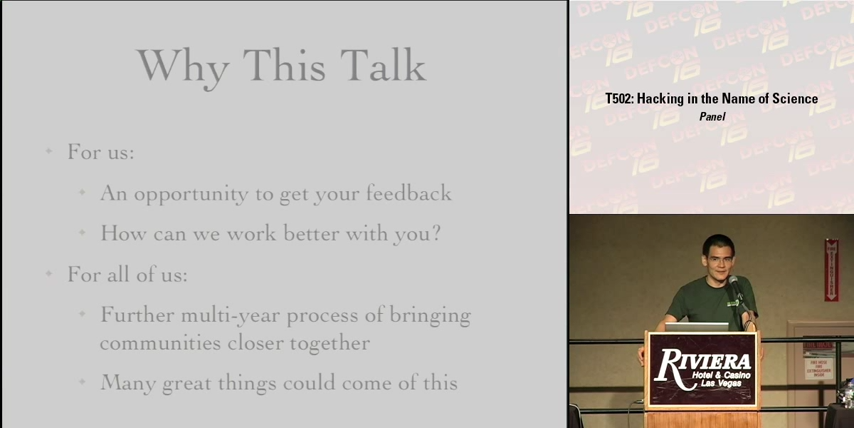 Why This Talk
For us:
An opportunity to get your feedback
How can we work better with you?
For all of us:
Further multi-year process of bringing
communities closer together
Many great things could come of this
DEFCON 16
T502: Hacking in the Name of Science
Panel
RIVIERA
Hotel & Casino
Las Vegas